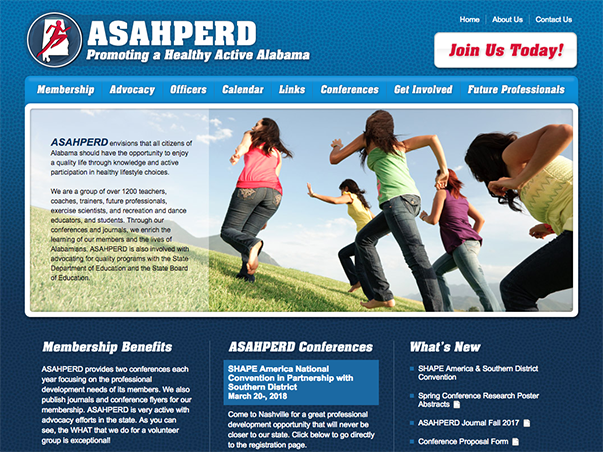 Home About Us Contact Us
ASAHPERD
Promoting a Healthy Active Alabama
Join Us Today!
Membership Advocacy Officers Calendar Links Conferences Get Involved Future Professionals
ASAHPERD envisions that all citizens of
Alabama should have the opportunity to enjoy
a quality life through knowledge and active
participation in healthy lifestyle choices.
We are a group of over 1200 teachers,
coaches, trainers, future professionals,
exercise scientists, and recreation and dance
educators, and students. Through our
conferences and journals, we enrich the
learning of our members and the lives of
Alabamians. ASAHPERD is also involved with
advocating for quality programs with the State
Department of Education and the State Board
of Education.
Membership Benefits
ASAHPERD provides two conferences each
year focusing on the professional
development needs of its members. We also
publish journals and conference flyers for our
membership. ASAHPERD is very active with
advocacy efforts in the state. As you can
see, the WHAT that we do for a volunteer
group is exceptional!
ASAHPERD Conferences
SHAPE America National
Convention in Partnership with
Southern District
March 20-, 2018
Come to Nashville for a great professional
development opportunity that will never be
closer to our state. Click below to go directly
to the registration page.
What's New
SHAPE America & Southern District
Convention
Spring Conference Research Poster
Abstracts
ASAHPERD Journal Fall 2017
Conference Proposal Form